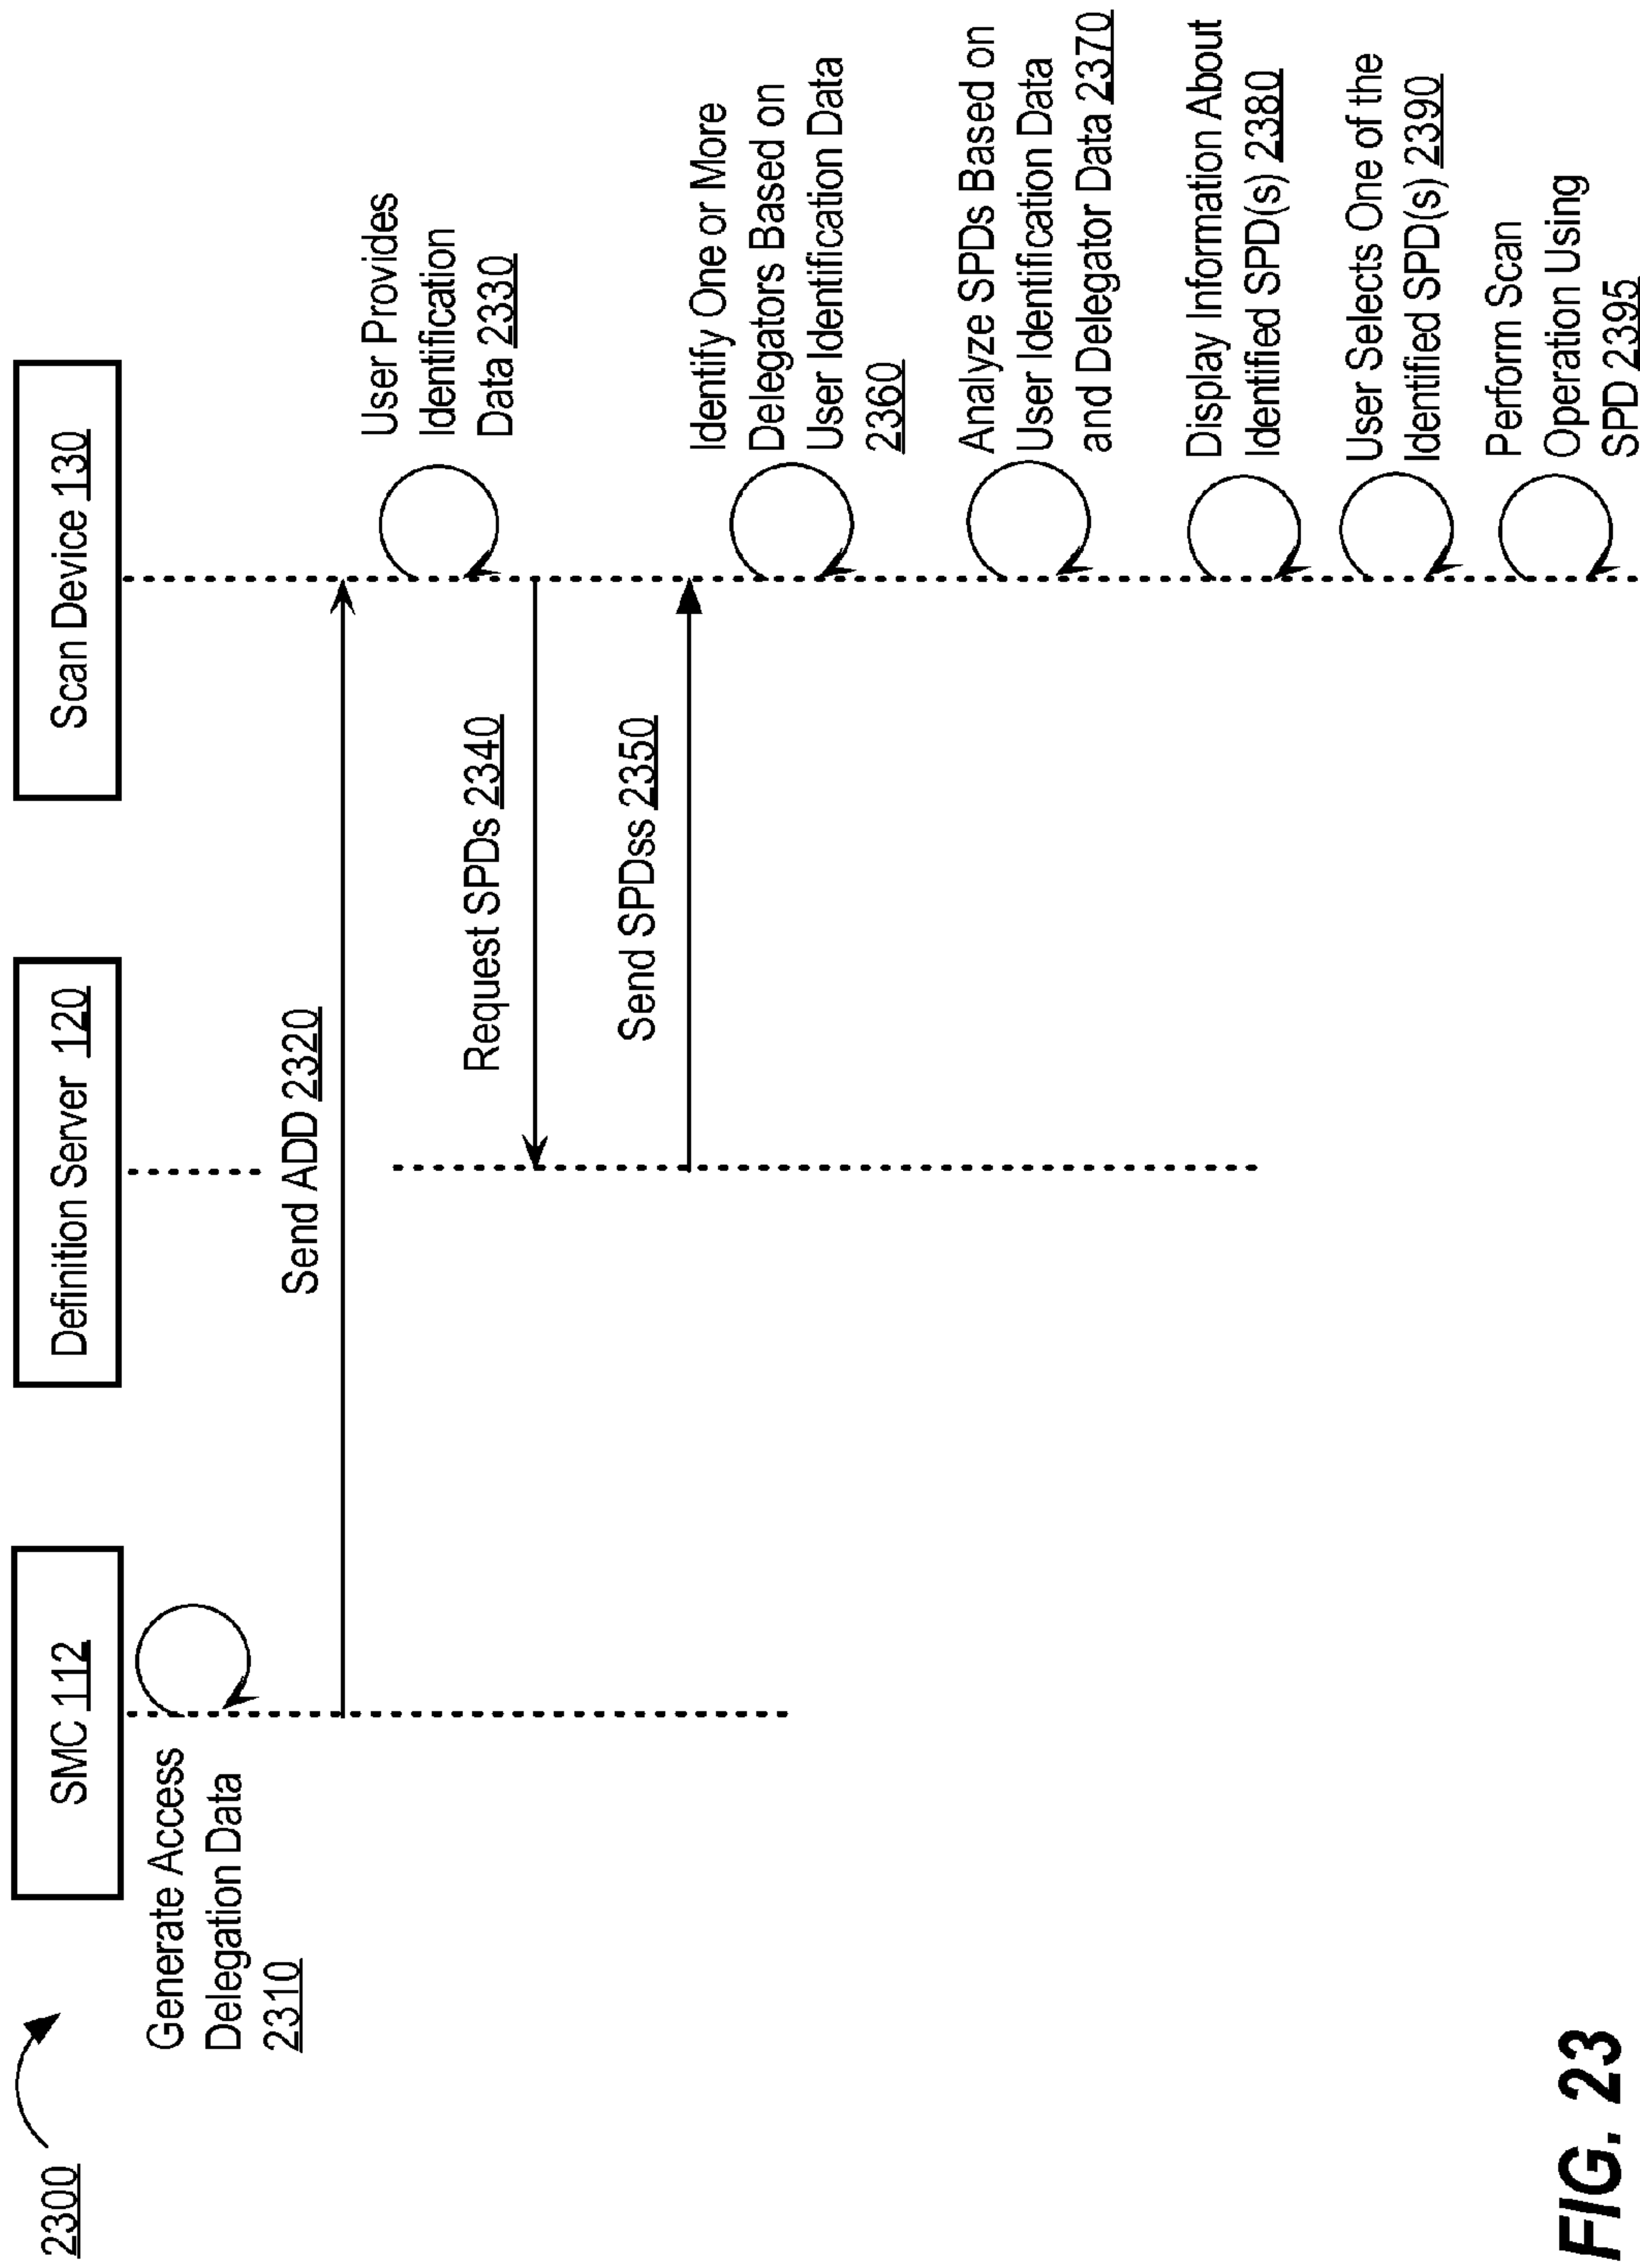 2300
SMC 112
Definition Server 120
Scan Device 130
Generate Access
Delegation Data
2310
Send ADD 2320
User Provides
Identification
Data 2330
Request SPDs 2340
Send SPDss 2350
Identify One or More
Delegators Based on
User Identification Data
2360
Analyze SPDs Based on
User Identification Data
and Delegator Data 2370
Display Information About
Identified SPD(s) 2380
User Selects One of the
Identified SPD(s) 2390
Perform Scan
Operation Using
SPD 2395
FIG. 23